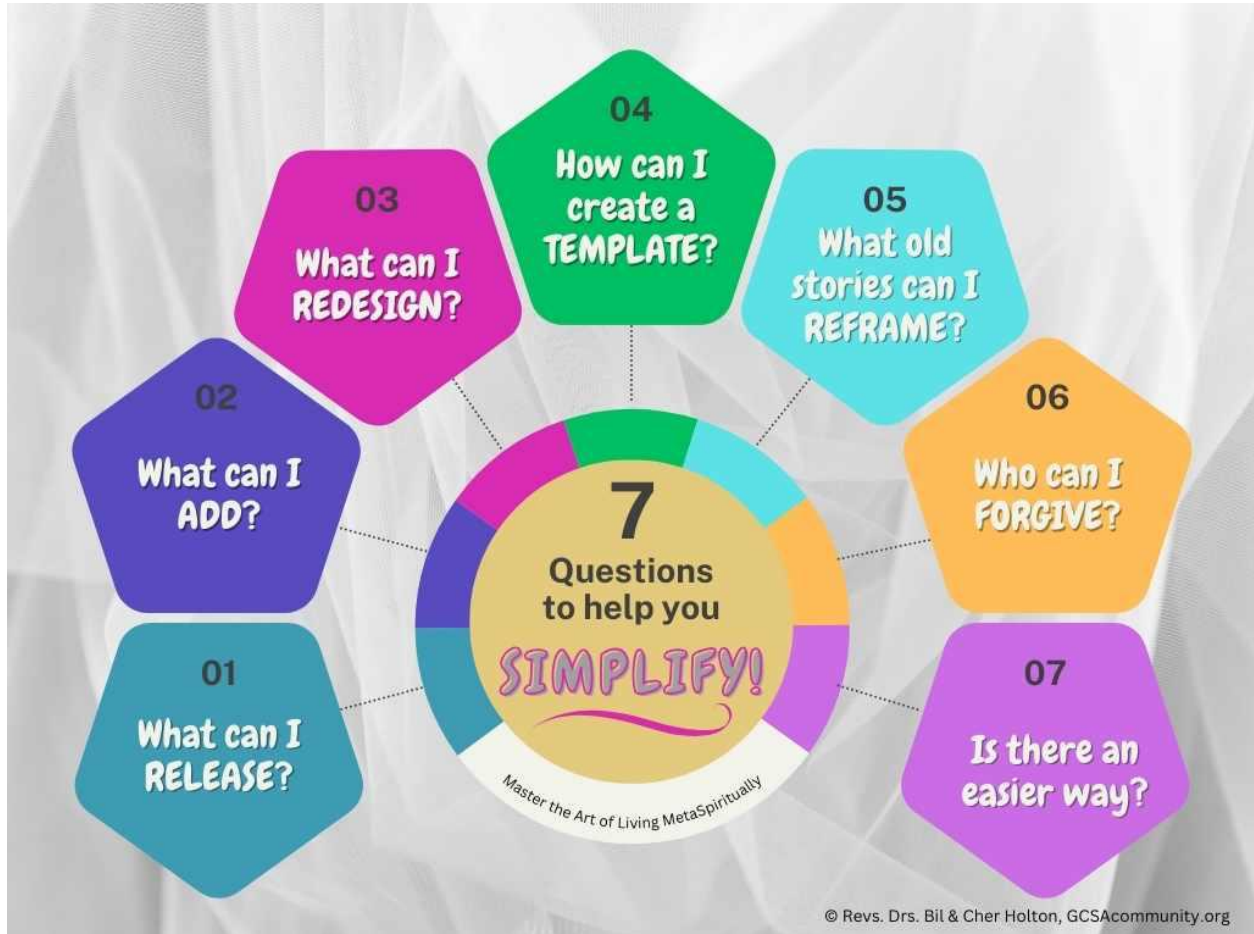 01
What can I
RELEASE?
02
What can I
ADD?
03
What can I
REDESIGN?
04
How can I
create a
TEMPLATE?
05
What old
stories can I
REFRAME?
06
Who can I
FORGIVE?
07
Is there an
easier way?
7
Questions
to help you
SIMPLIFY!
Master the Art of Living MetaSpiritually
© Revs. Drs. Bil & Cher Holton, GCSAcommunity.org